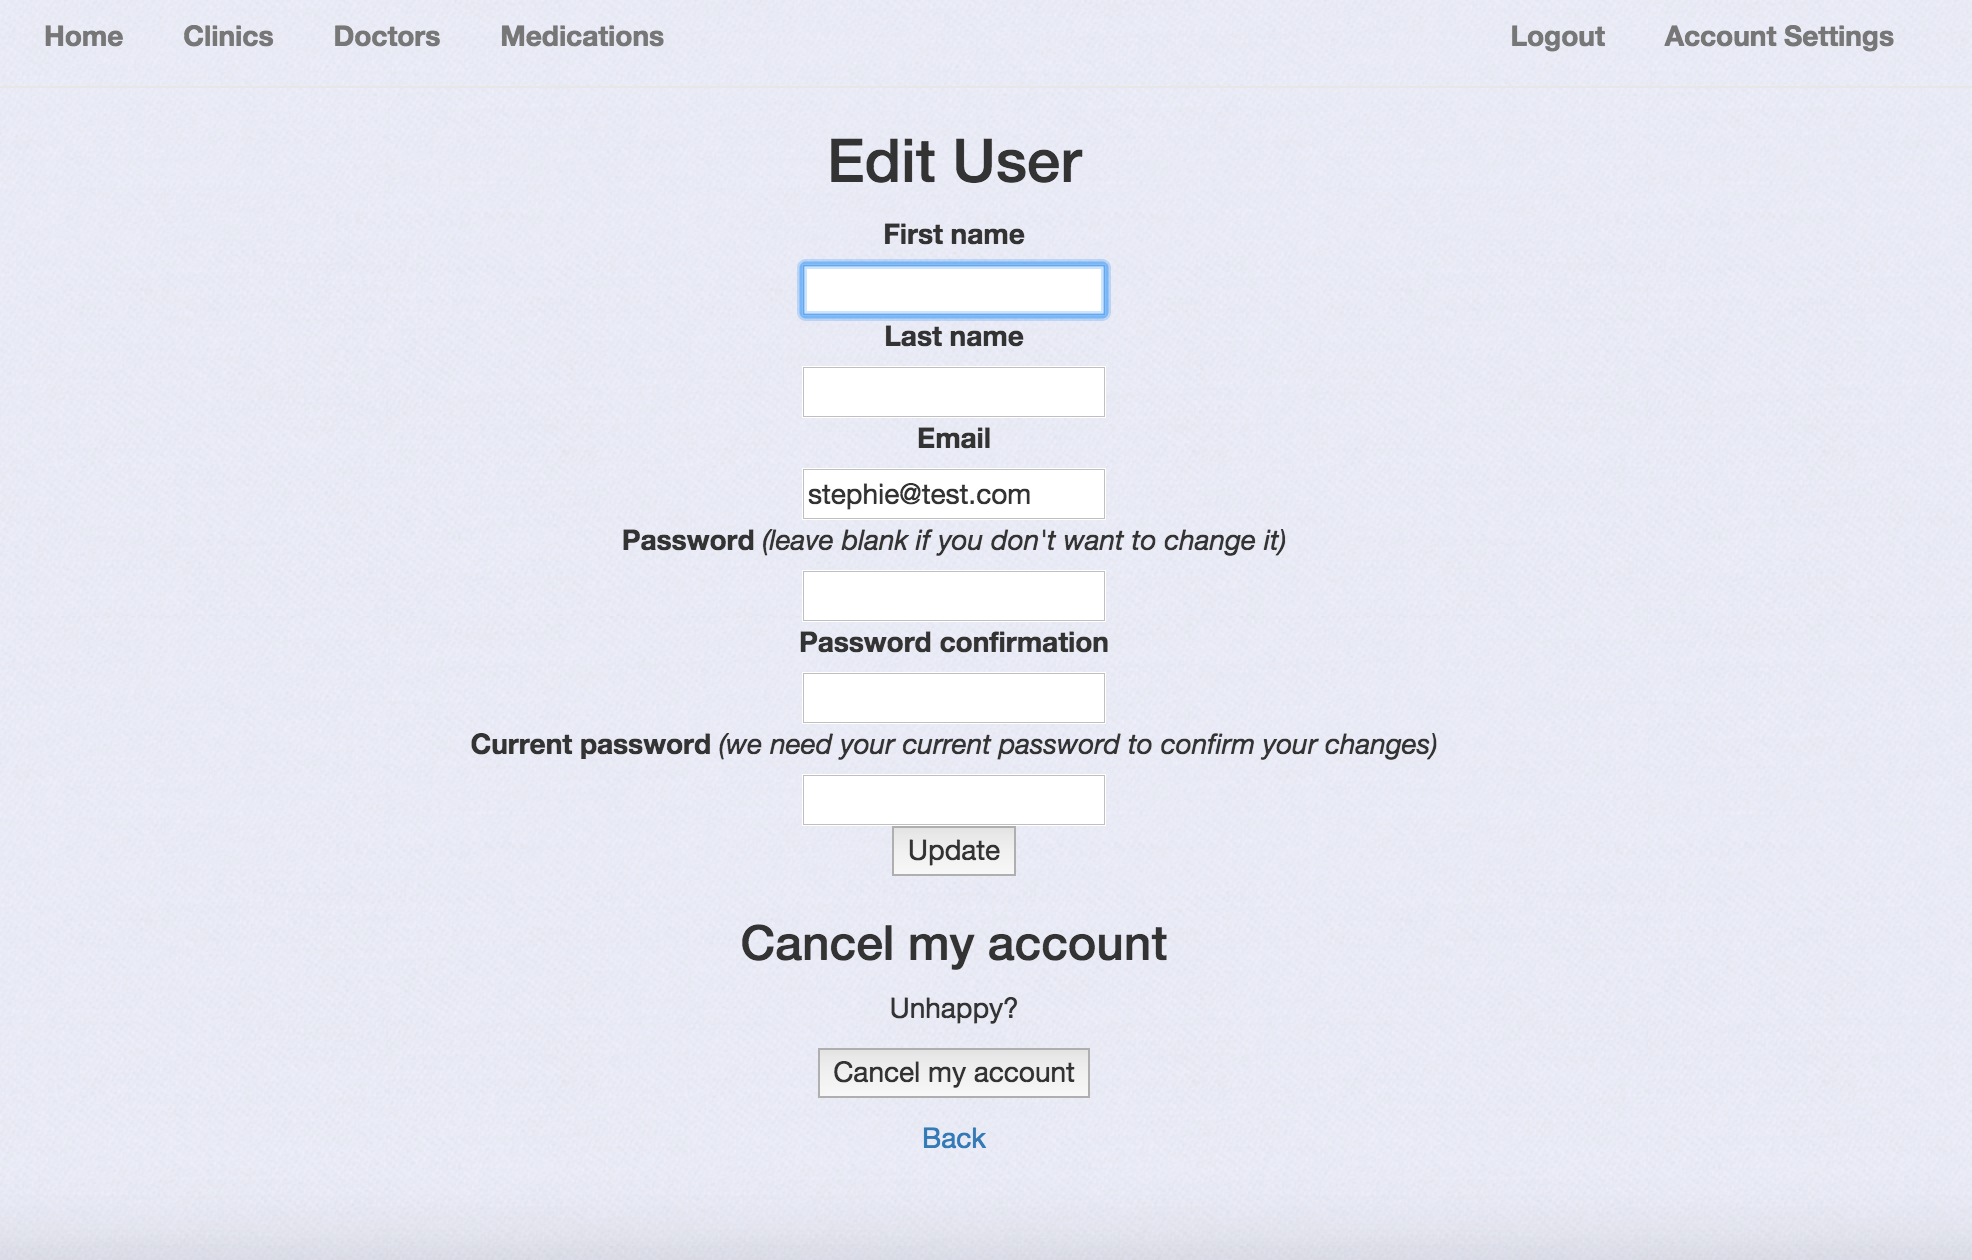 Home Clinics Doctors Medications Logout Account Settings
Edit User
First name
Last name
Email
stephie@test.com
Password (leave blank if you don't want to change it)
Password confirmation
Current password (we need your current password to confirm your changes)
Update
Cancel my account
Unhappy?
Cancel my account
Back